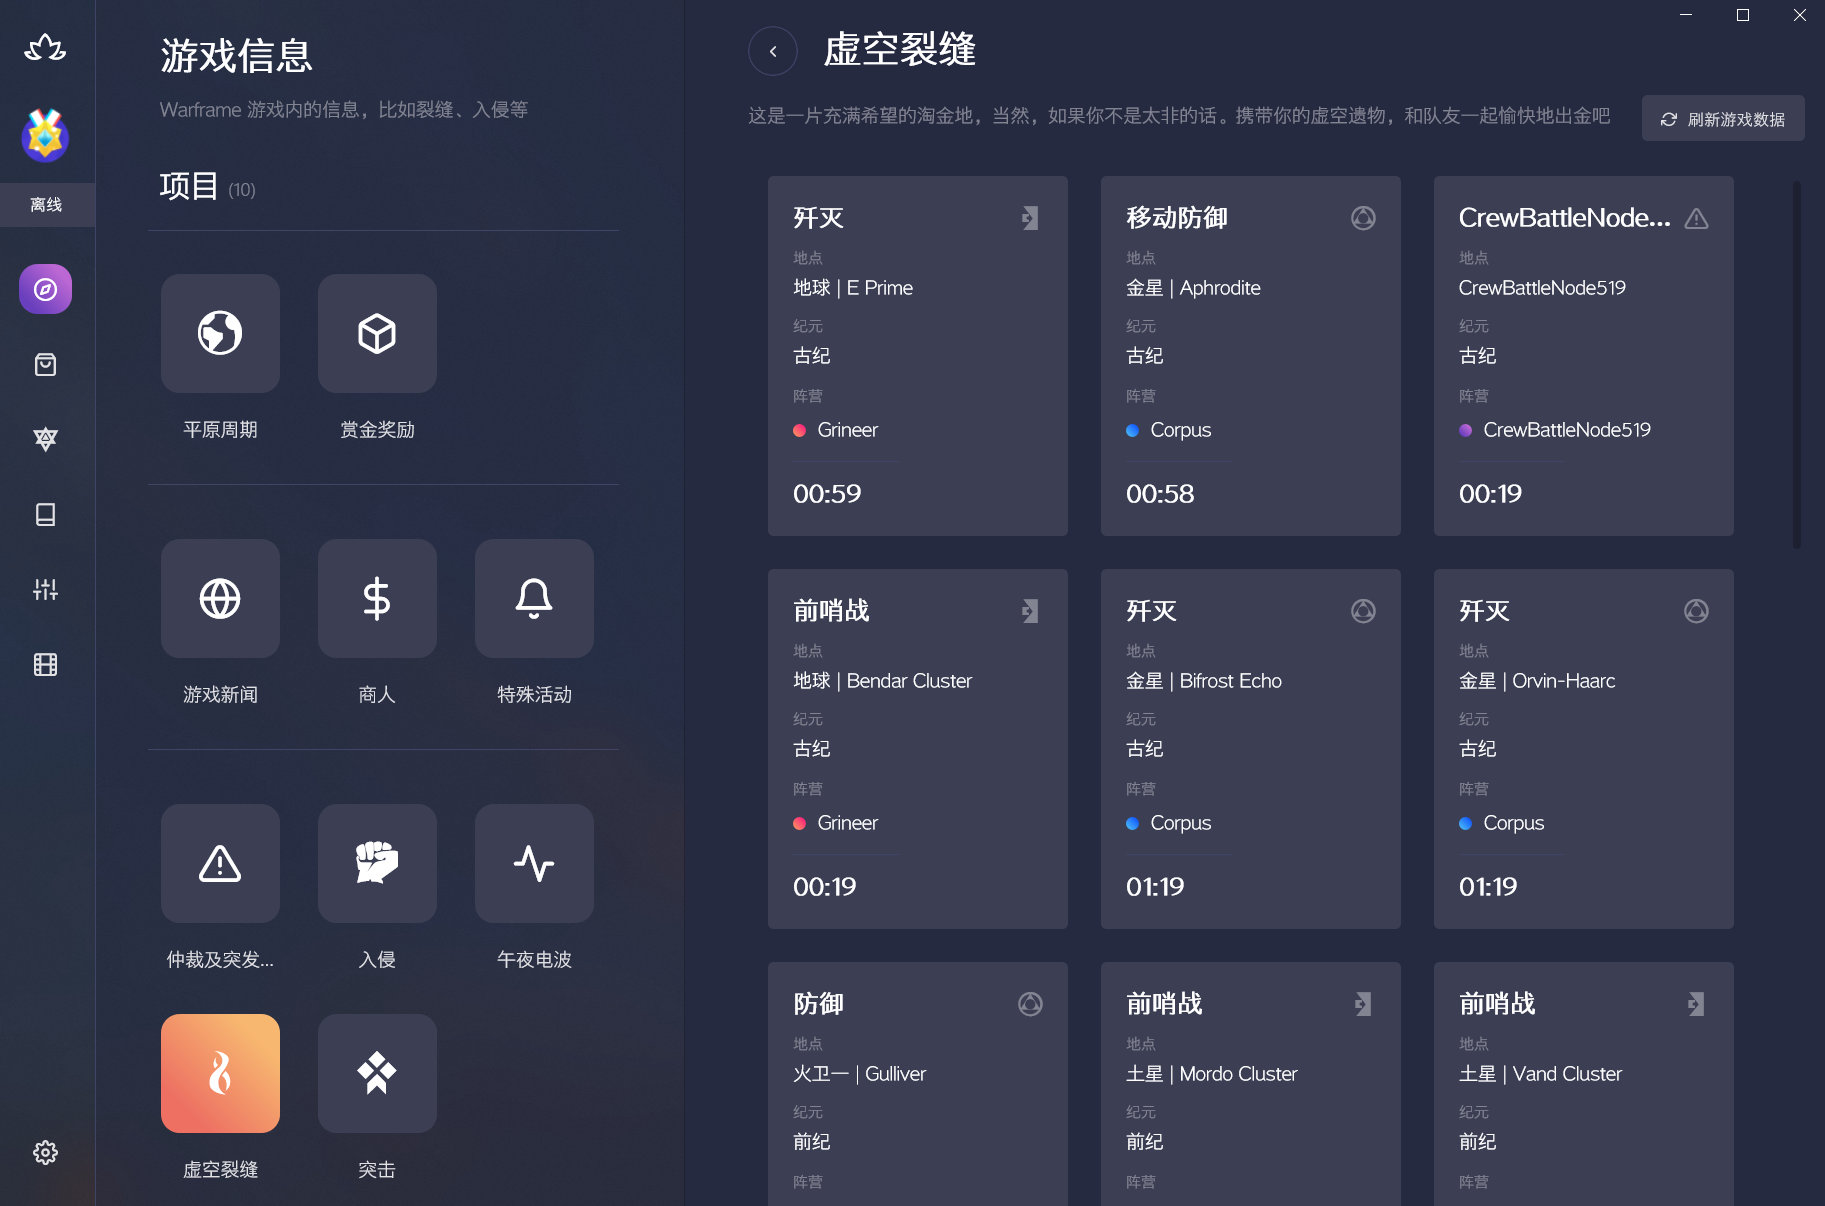 离线
游戏信息
Warframe 游戏内的信息，比如裂缝、入侵等
项目 (10)
平原周期
赏金奖励
游戏新闻
商人
特殊活动
仲裁及突发...
入侵
午夜电波
虚空裂缝
突击
虚空裂缝
这是一片充满希望的淘金地，当然，如果你不是太非的话。携带你的虚空遗物，和队友一起愉快地出金吧
刷新游戏数据
歼灭
地点
地球 | E Prime
纪元
古纪
阵营
Grineer
00:59
移动防御
地点
金星 | Aphrodite
纪元
古纪
阵营
Corpus
00:58
CrewBattleNode...
地点
CrewBattleNode519
纪元
古纪
阵营
CrewBattleNode519
00:19
前哨战
地点
地球 | Bendar Cluster
纪元
古纪
阵营
Grineer
00:19
歼灭
地点
金星 | Bifrost Echo
纪元
古纪
阵营
Corpus
01:19
歼灭
地点
金星 | Orvin-Haarc
纪元
古纪
阵营
Corpus
01:19
防御
地点
火卫一 | Gulliver
纪元
前纪
阵营
前哨战
地点
土星 | Mordo Cluster
纪元
前纪
阵营
前哨战
地点
土星 | Vand Cluster
纪元
前纪
阵营